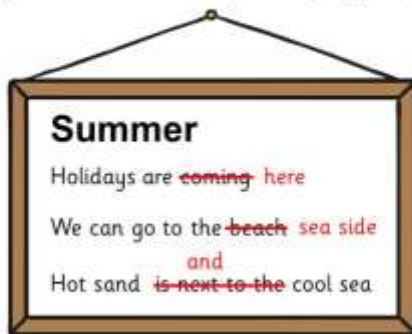 Summer
Holidays are coming here
We can go to the beach sea side
and
Hot sand is next to the cool sea